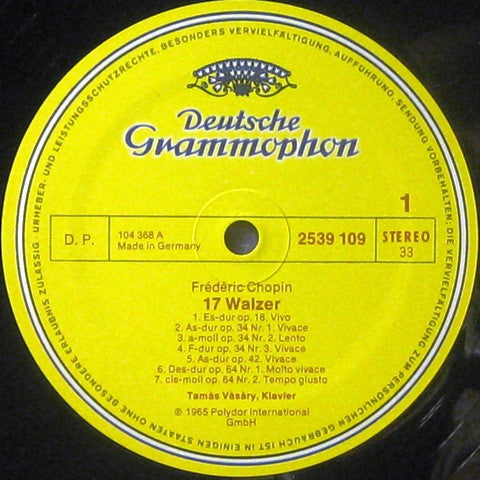 URHEBER- UND LEISTUNGSSCHUTZRECHTE. BESONDERS VERVIELFÄLTIGUNG, AUFFÜHRUNG, SENDUNG VORBEHALTEN; DIE VERVIELFÄLTIGUNG ZUM PERSÖNLICHEN GEBRAUCH IST IN EINIGEN STAATEN OHNE BESONDERE ERLAUBNIS ZULÄSSIG
Deutsche
Grammophon
1
D. P.
104 368 A
Made in Germany
2539 109
STEREO
33
Frédéric Chopin
17 Walzer
1. Es-dur op. 18. Vivo
2. As-dur op. 34 Nr. 1. Vivace
3. a-moll op. 34 Nr. 2. Lento
4. F-dur op. 34 Nr. 3. Vivace
5. As-dur op. 42. Vivace
6. Des-dur op. 64 Nr. 1. Molto vivace
7. cis-moll op. 64 Nr. 2. Tempo giusto
Tamás Vásáry, Klavier
℗ 1965 Polydor International
GmbH